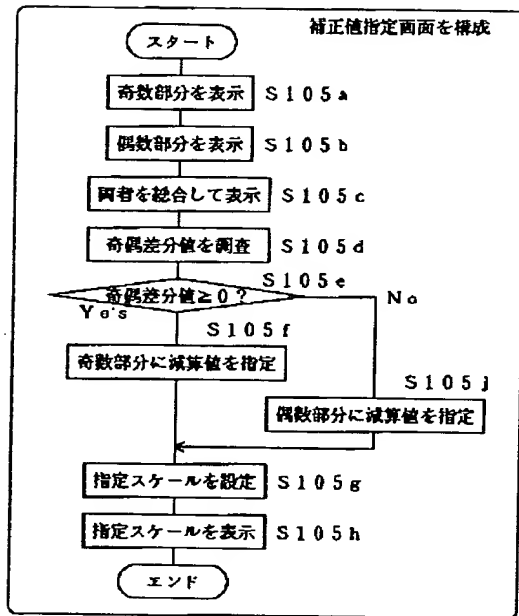 補正値指定画面を構成
スタート
奇数部分を表示 S105a
偶数部分を表示 S105b
両者を総合して表示 S105c
奇偶差分値を調査 S105d
S105e
奇偶差分値≧0?
Yes
No
S105f
奇数部分に減算値を指定
S105j
偶数部分に減算値を指定
指定スケールを設定 S105g
指定スケールを表示 S105h
エンド